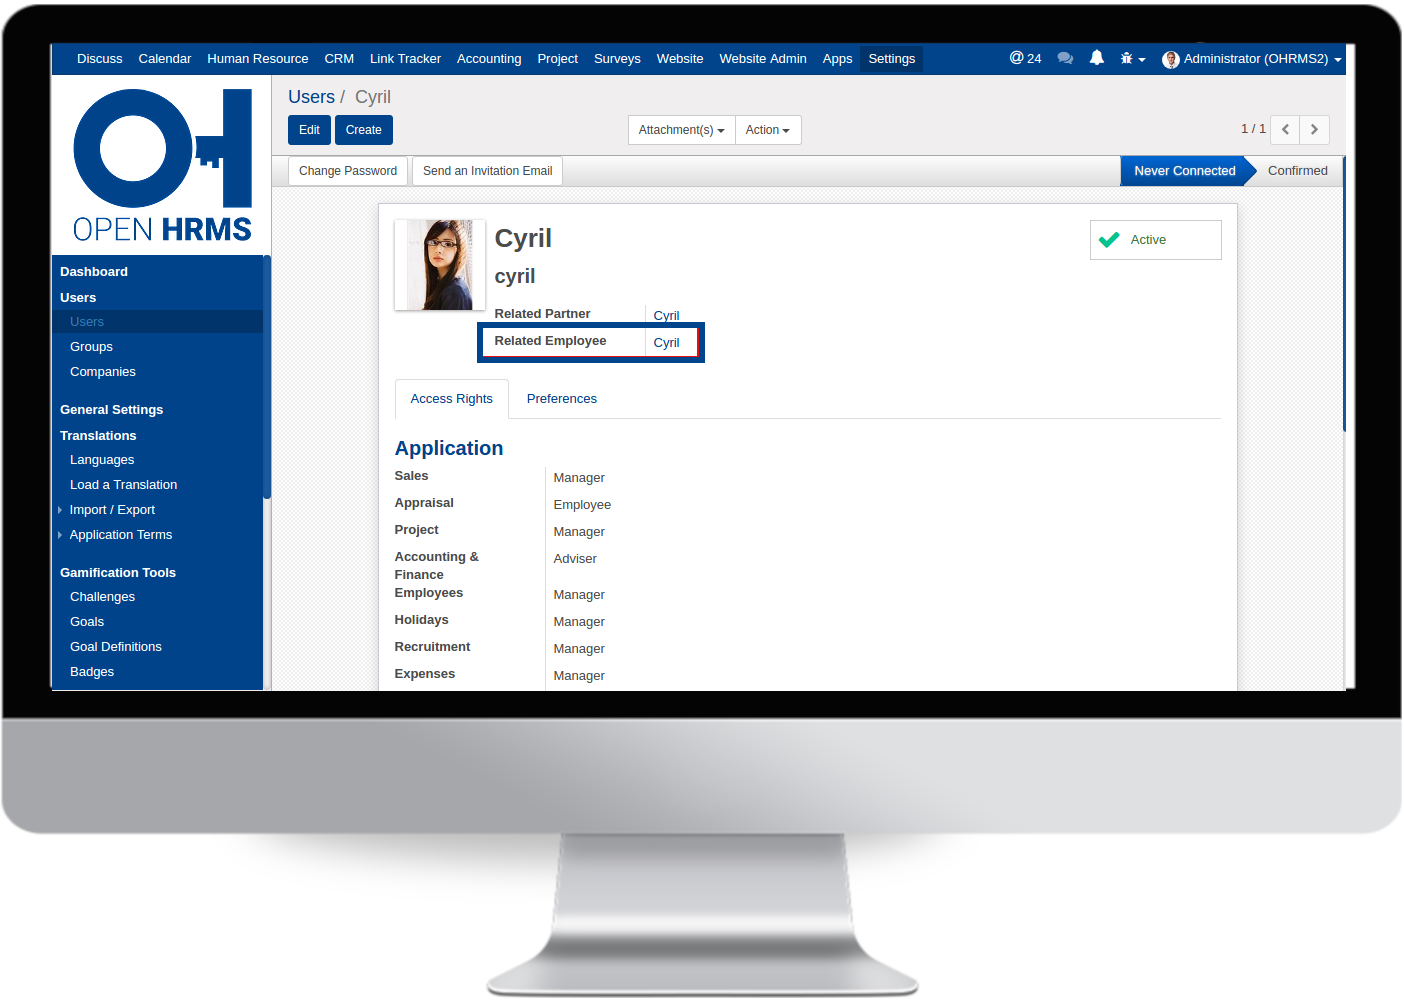 Discuss Calendar Human Resource CRM Link Tracker Accounting Project Surveys Website Website Admin Apps Settings @ 24 Administrator (OHRMS2)
OPEN HRMS
Users / Cyril
Edit Create Attachment(s) Action 1 / 1
Change Password Send an Invitation Email Never Connected Confirmed
Dashboard
Users
Users
Groups
Companies
General Settings
Translations
Languages
Load a Translation
Import / Export
Application Terms
Gamification Tools
Challenges
Goals
Goal Definitions
Badges
Cyril
cyril
Active
Related Partner Cyril
Related Employee Cyril
Access Rights Preferences
Application
Sales Manager
Appraisal Employee
Project Manager
Accounting & Adviser
Finance
Employees Manager
Holidays Manager
Recruitment Manager
Expenses Manager